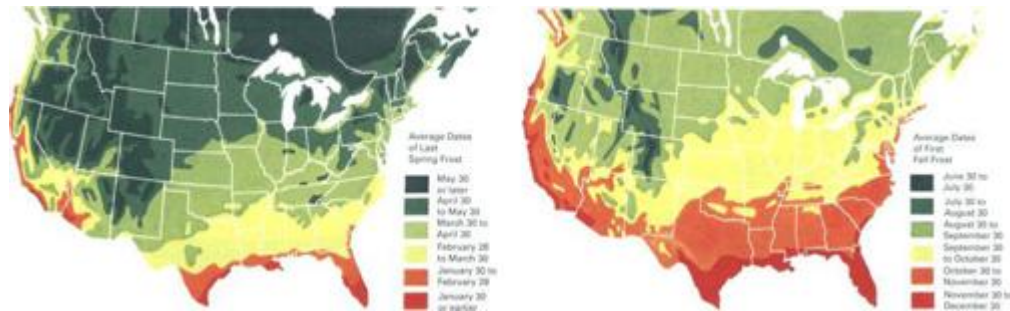 Average Dates
of Last
Spring Frost
May 30
or later
April 30
to May 30
March 30 to
April 30
February 28
to March 30
January 30 to
February 28
January 30
or earlier
Average Dates
of First
Fall Frost
June 30 to
July 30
July 30 to
August 30
August 30 to
September 30
September 30
to October 30
October 30 to
November 30
November 30 to
December 30